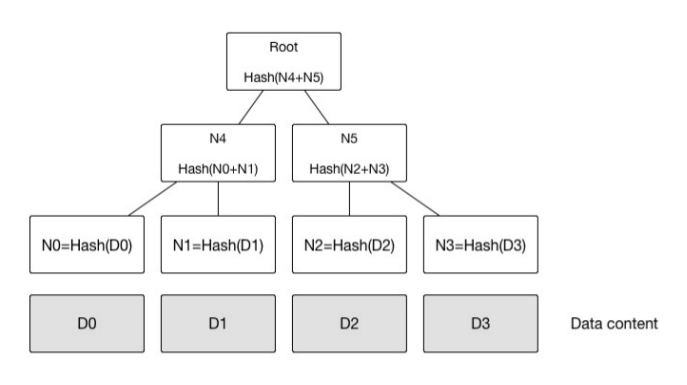 Root
Hash(N4+N5)
N4
Hash(N0+N1)
N5
Hash(N2+N3)
N0=Hash(D0)
N1=Hash(D1)
N2=Hash(D2)
N3=Hash(D3)
D0
D1
D2
D3
Data content